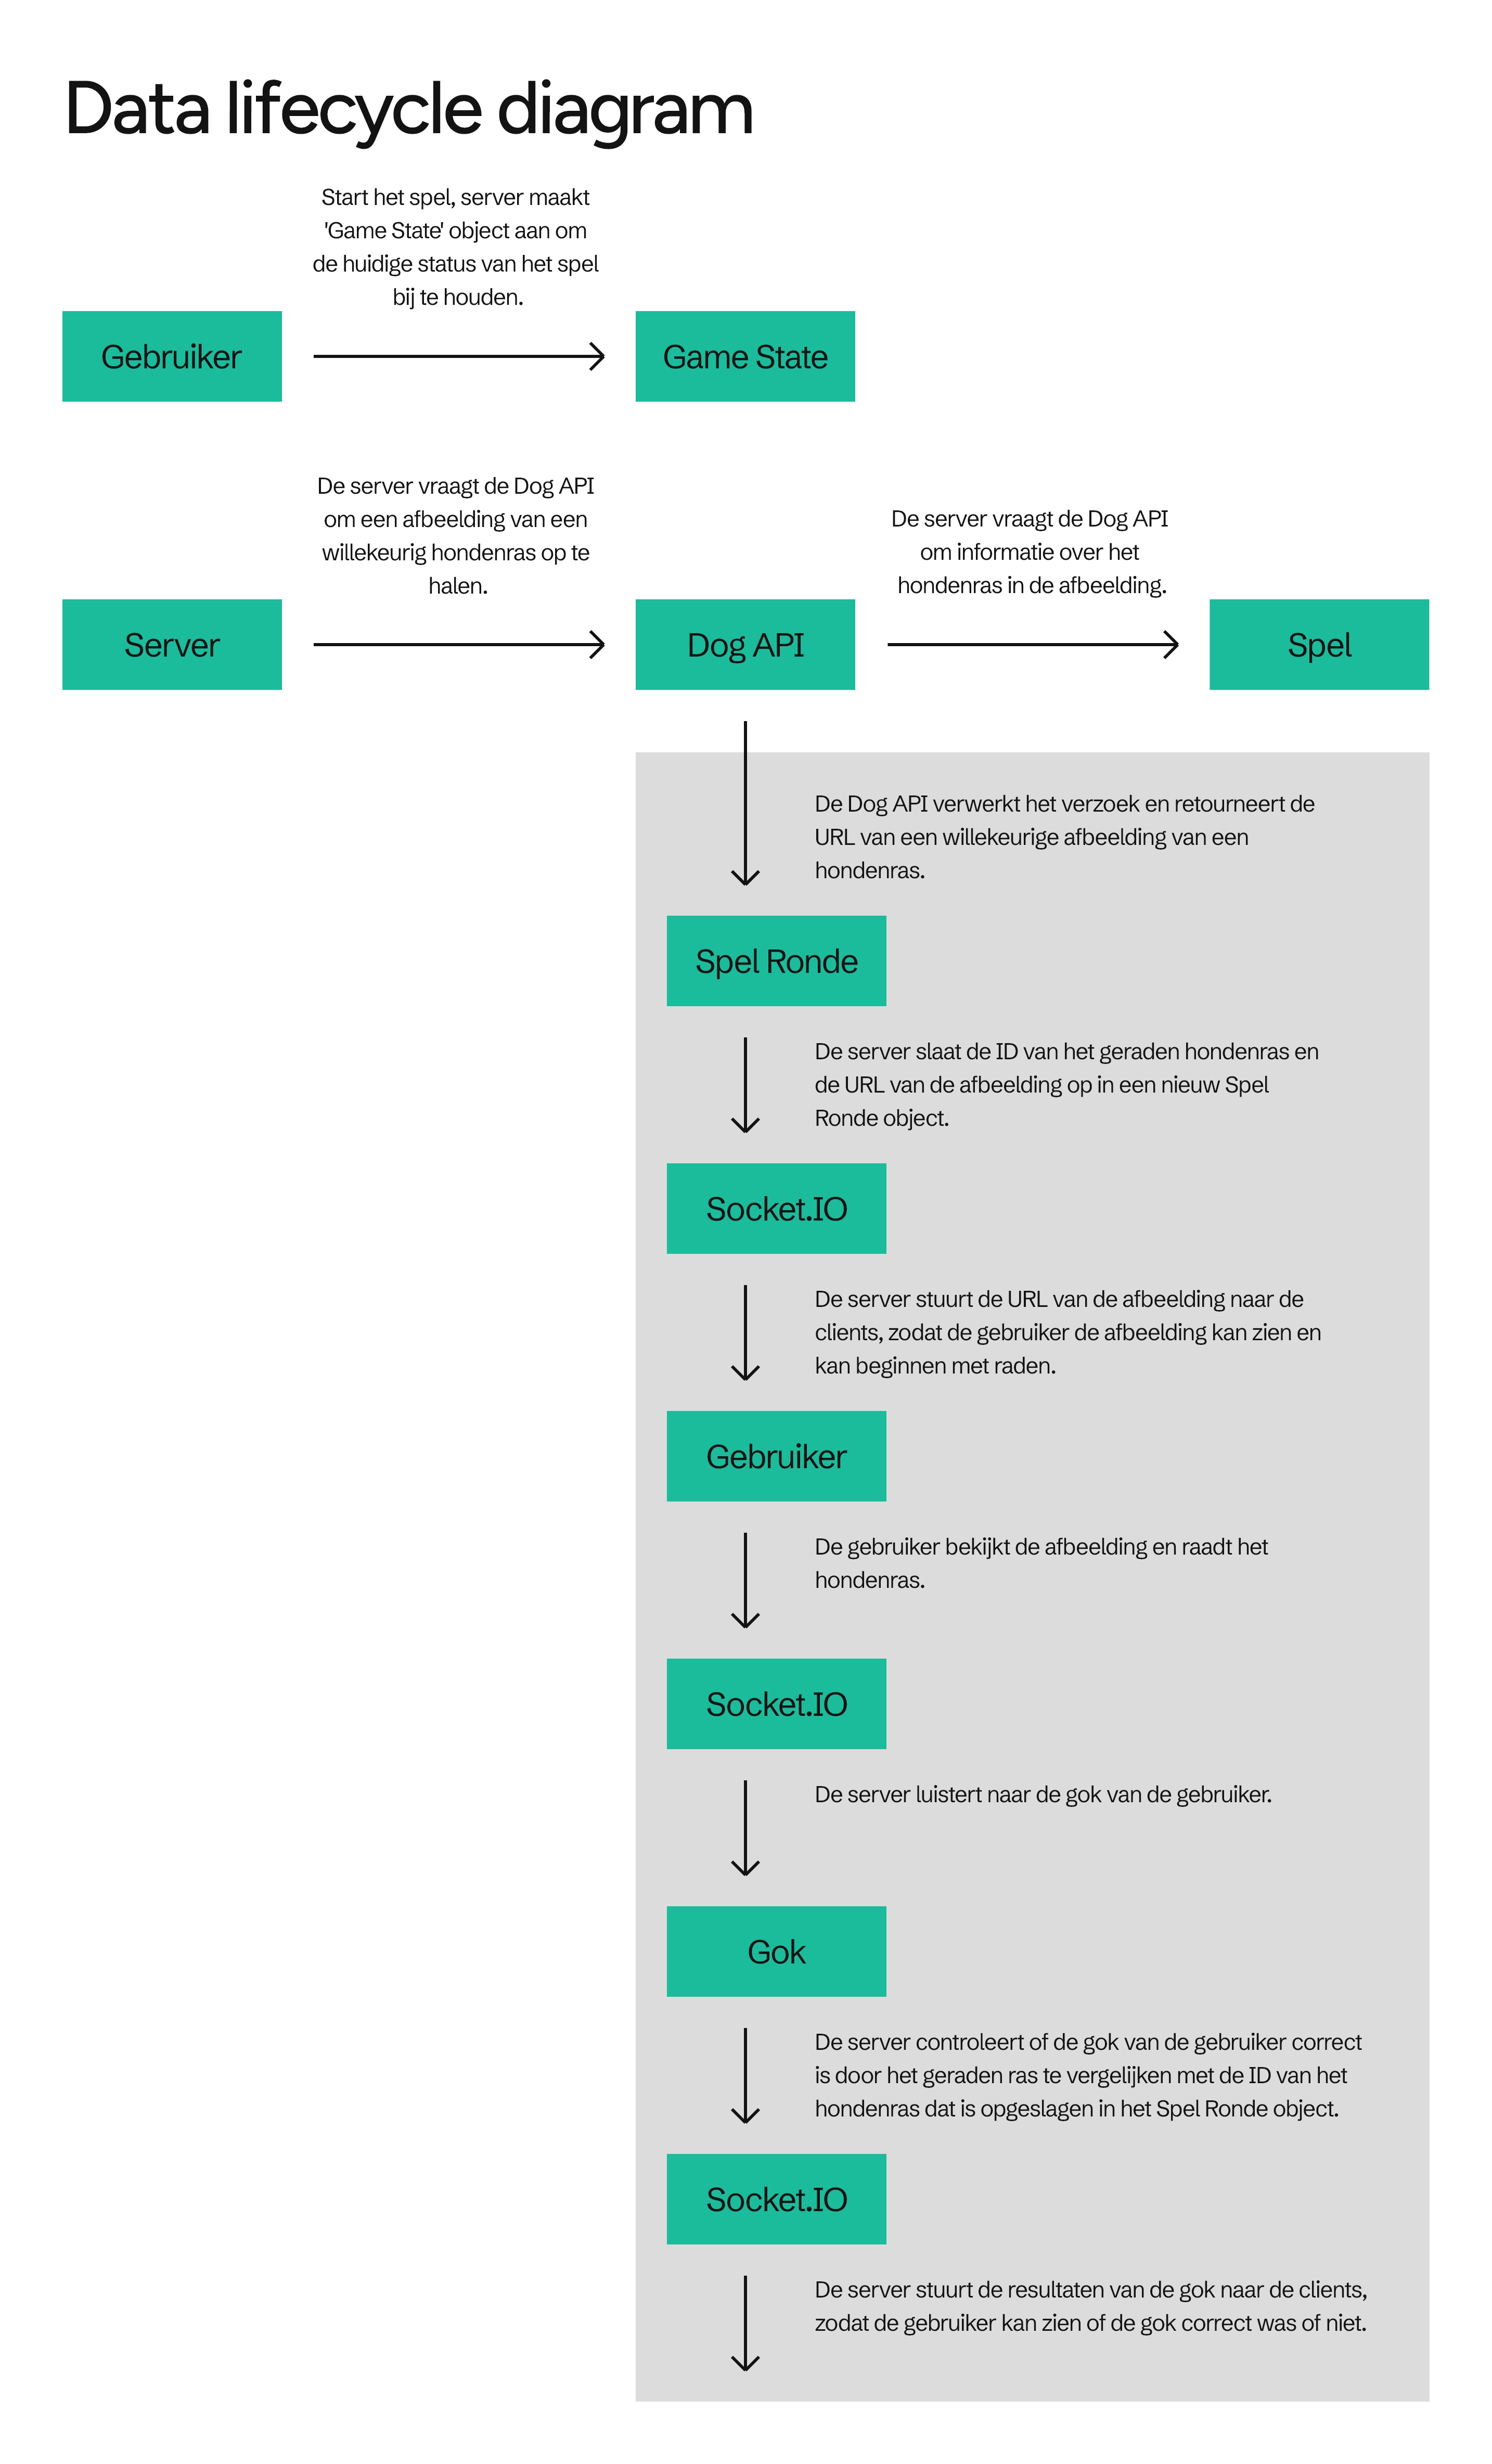 Data lifecycle diagram
Start het spel, server maakt
'Game State' object aan om
de huidige status van het spel
bij te houden.
Gebruiker
Game State
De server vraagt de Dog API
om een afbeelding van een
willekeurig hondenras op te
halen.
De server vraagt de Dog API
om informatie over het
hondenras in de afbeelding.
Server
Dog API
Spel
De Dog API verwerkt het verzoek en retourneert de
URL van een willekeurige afbeelding van een
hondenras.
Spel Ronde
De server slaat de ID van het geraden hondenras en
de URL van de afbeelding op in een nieuw Spel
Ronde object.
Socket.IO
De server stuurt de URL van de afbeelding naar de
clients, zodat de gebruiker de afbeelding kan zien en
kan beginnen met raden.
Gebruiker
De gebruiker bekijkt de afbeelding en raadt het
hondenras.
Socket.IO
De server luistert naar de gok van de gebruiker.
Gok
De server controleert of de gok van de gebruiker correct
is door het geraden ras te vergelijken met de ID van het
hondenras dat is opgeslagen in het Spel Ronde object.
Socket.IO
De server stuurt de resultaten van de gok naar de clients,
zodat de gebruiker kan zien of de gok correct was of niet.